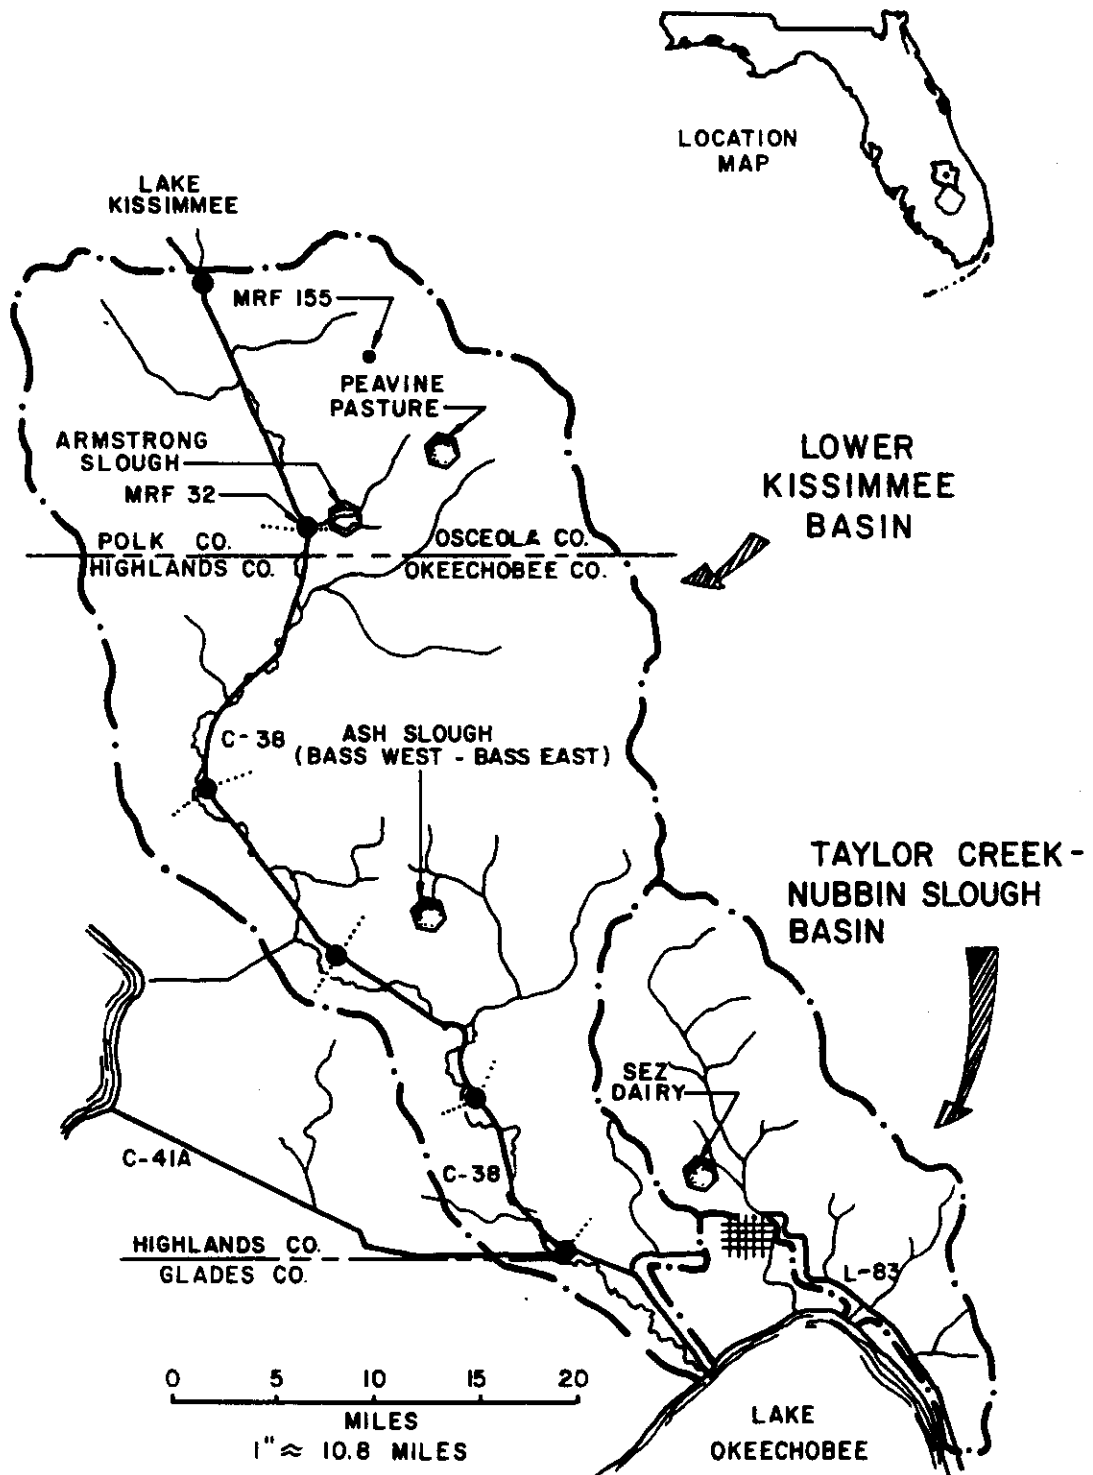 LOCATION
MAP
LAKE
KISSIMMEE
MRF 155
PEAVINE
PASTURE
ARMSTRONG
SLOUGH
MRF 32
LOWER
KISSIMMEE
BASIN
POLK CO.
OSCEOLA CO.
HIGHLANDS CO.
OKEECHOBEE CO.
C-38
ASH SLOUGH
(BASS WEST - BASS EAST)
TAYLOR CREEK-
NUBBIN SLOUGH
BASIN
SEZ
DAIRY
C-41A
C-38
HIGHLANDS CO.
GLADES CO.
L-83
0 5 10 15 20
MILES
1" ≈ 10.8 MILES
LAKE
OKEECHOBEE